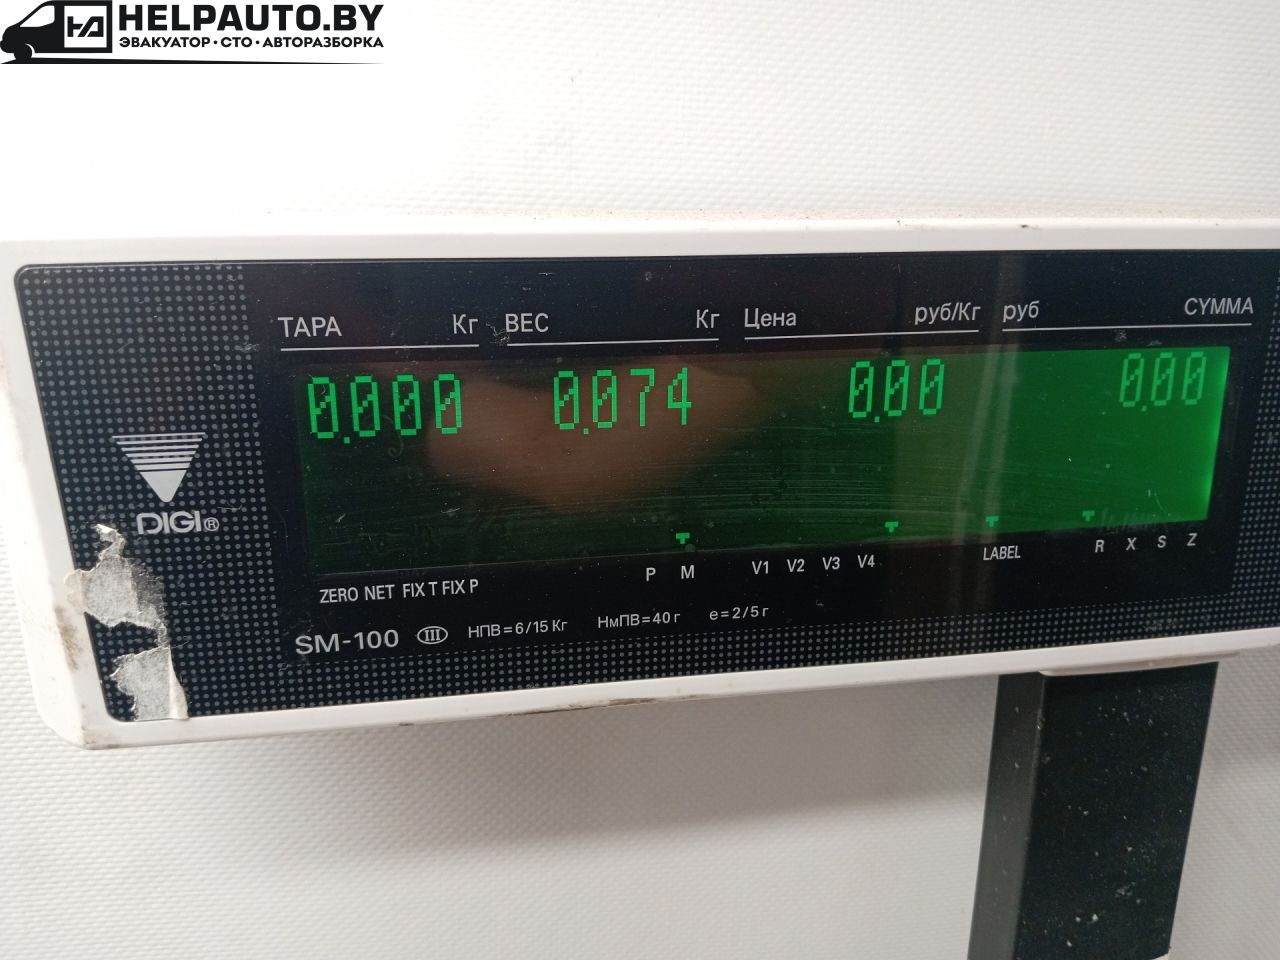 HELPAUTO.BY
ЭВАКУАТОР·СТО·АВТОРАЗБОРКА
ТАРА Кг ВЕС Кг Цена руб/Кг руб СУММА
0.000 0.074 0.00 0.00
DIGI®
ZERO NET FIX T FIX P P M V1 V2 V3 V4 LABEL R X S Z
SM-100 III НПВ=6/15 Кг НмПВ=40 г e=2/5 г